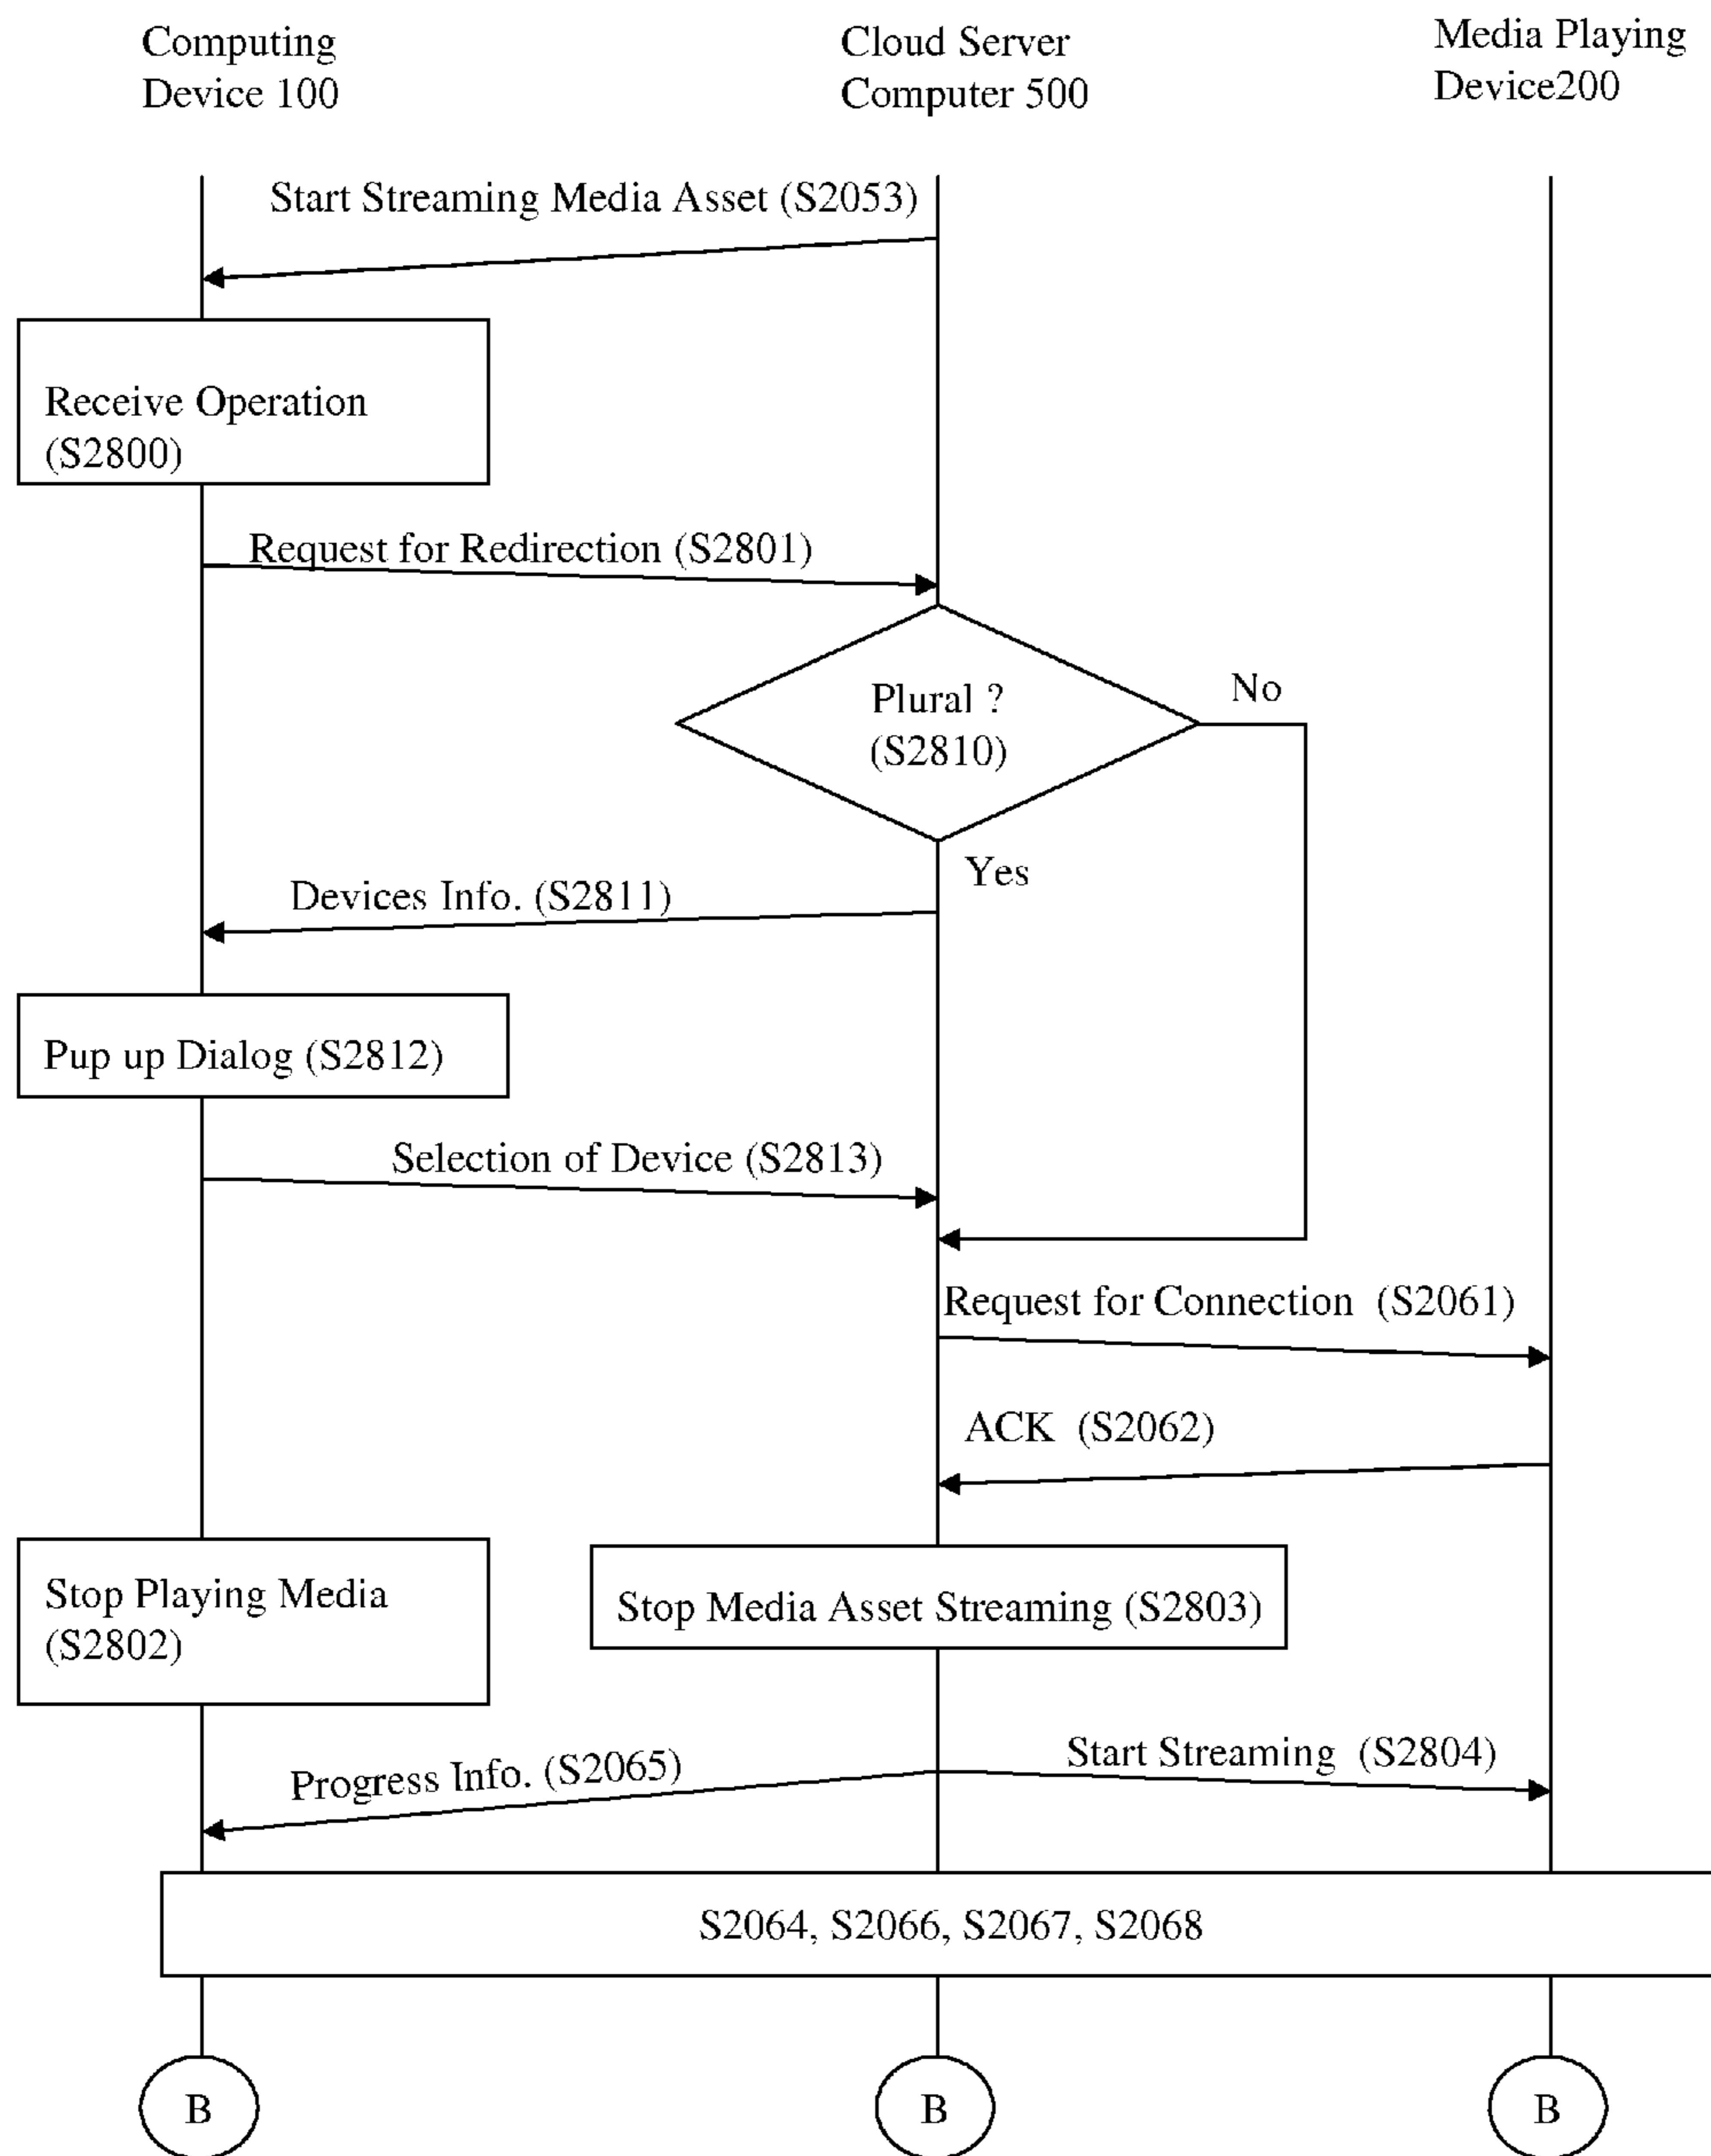 Computing
Device 100
Cloud Server
Computer 500
Media Playing
Device200
Start Streaming Media Asset (S2053)
Receive Operation
(S2800)
Request for Redirection (S2801)
Plural ?
(S2810)
No
Yes
Devices Info. (S2811)
Pup up Dialog (S2812)
Selection of Device (S2813)
Request for Connection (S2061)
ACK (S2062)
Stop Playing Media
(S2802)
Stop Media Asset Streaming (S2803)
Progress Info. (S2065)
Start Streaming (S2804)
S2064, S2066, S2067, S2068
B
B
B